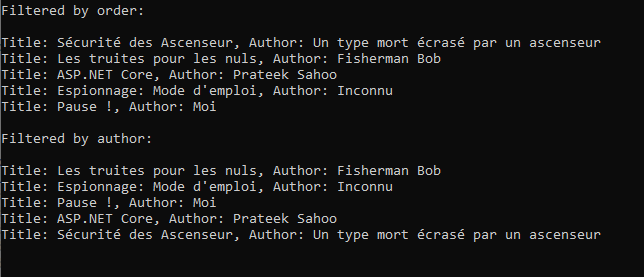 Filtered by order:
Title: Sécurité des Ascenseur, Author: Un type mort écrasé par un ascenseur
Title: Les truites pour les nuls, Author: Fisherman Bob
Title: ASP.NET Core, Author: Prateek Sahoo
Title: Espionnage: Mode d'emploi, Author: Inconnu
Title: Pause !, Author: Moi
Filtered by author:
Title: Les truites pour les nuls, Author: Fisherman Bob
Title: Espionnage: Mode d'emploi, Author: Inconnu
Title: Pause !, Author: Moi
Title: ASP.NET Core, Author: Prateek Sahoo
Title: Sécurité des Ascenseur, Author: Un type mort écrasé par un ascenseur